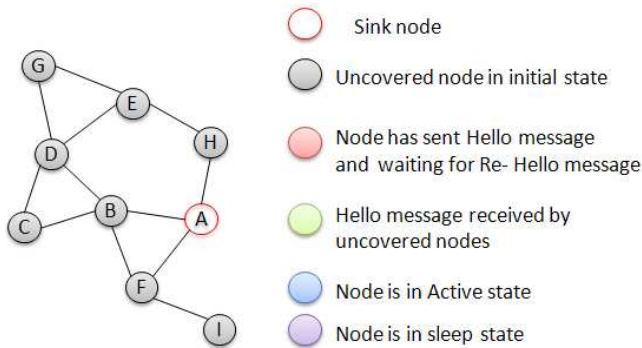 G
E
H
D
B
A
C
F
I
Sink node
Uncovered node in initial state
Node has sent Hello message
and waiting for Re- Hello message
Hello message received by
uncovered nodes
Node is in Active state
Node is in sleep state